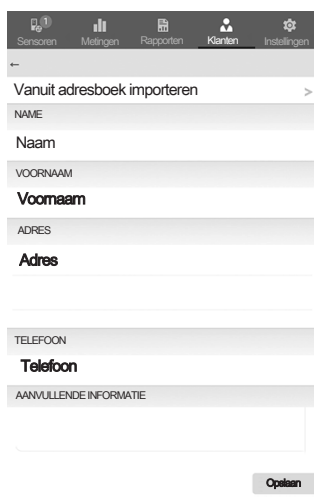 1
Sensoren Metingen Rapporten Klanten Instellingen
←
Vanuit adresboek importeren >
NAME
Naam
VOORNAAM
Voornaam
ADRES
Adres
TELEFOON
Telefoon
AANVULLENDE INFORMATIE
Opslaan